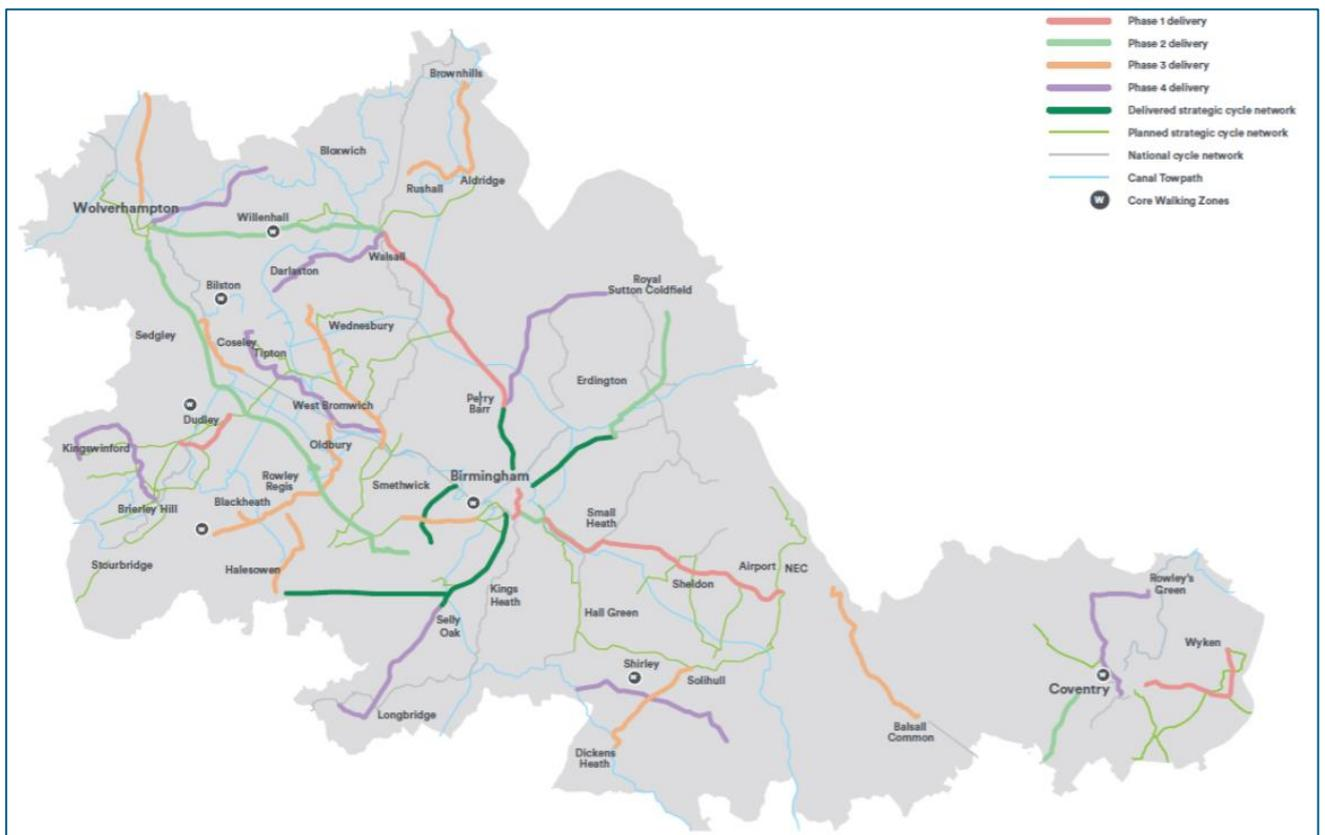 Phase 1 delivery
Phase 2 delivery
Phase 3 delivery
Phase 4 delivery
Delivered strategic cycle network
Planned strategic cycle network
National cycle network
Canal Towpath
W
Core Walking Zones
Brownhills
Bloxwich
Rushall
Aldridge
Wolverhampton
Willenhall
W
Walsall
Darlaston
Bilston
W
Royal
Sutton Coldfield
Sedgley
Wednesbury
Coseley
Tipton
Erdington
Perry
Barr
W
Dudley
West Bromwich
Kingswinford
Oldbury
Birmingham
Rowley
Regis
Smethwick
W
Blackheath
Brierley Hill
W
Small
Heath
Stourbridge
Halesowen
Airport
NEC
Sheldon
Kings
Heath
Hall Green
Selly
Oak
Rowley's
Green
Wyken
Shirley
W
Solihull
W
Coventry
Longbridge
Balsall
Common
Dickens
Heath